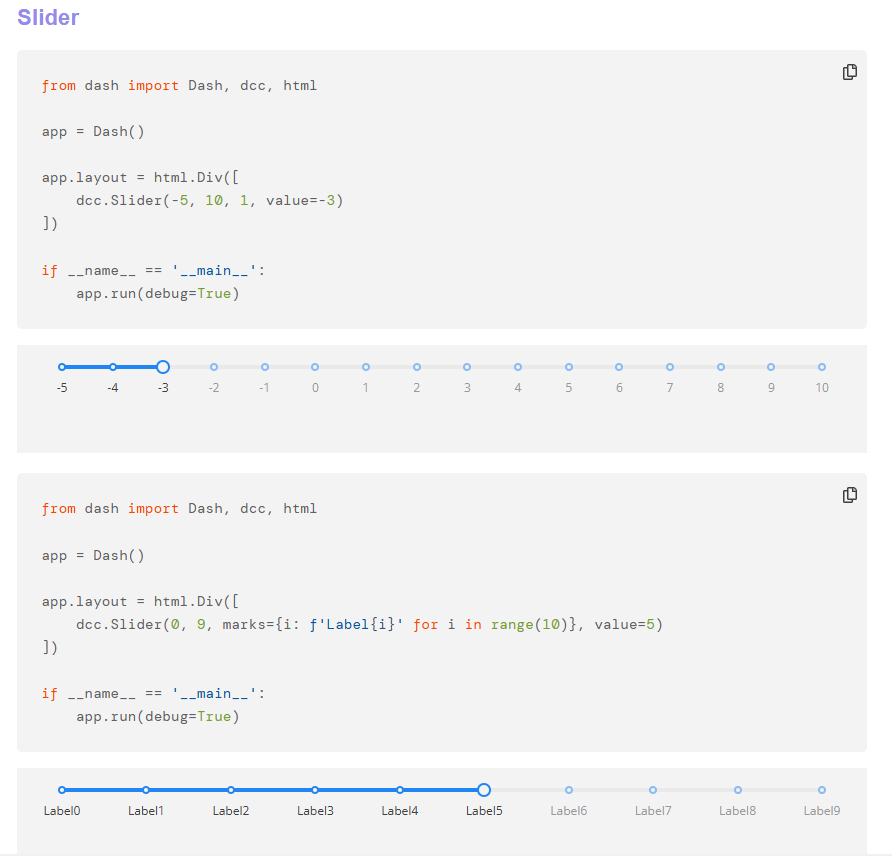 Slider
from dash import Dash, dcc, html
app = Dash()
app.layout = html.Div([
    dcc.Slider(-5, 10, 1, value=-3)
])
if __name__ == '__main__':
    app.run(debug=True)
-5 -4 -3 -2 -1 0 1 2 3 4 5 6 7 8 9 10
from dash import Dash, dcc, html
app = Dash()
app.layout = html.Div([
    dcc.Slider(0, 9, marks={i: f'Label{i}' for i in range(10)}, value=5)
])
if __name__ == '__main__':
    app.run(debug=True)
Label0 Label1 Label2 Label3 Label4 Label5 Label6 Label7 Label8 Label9